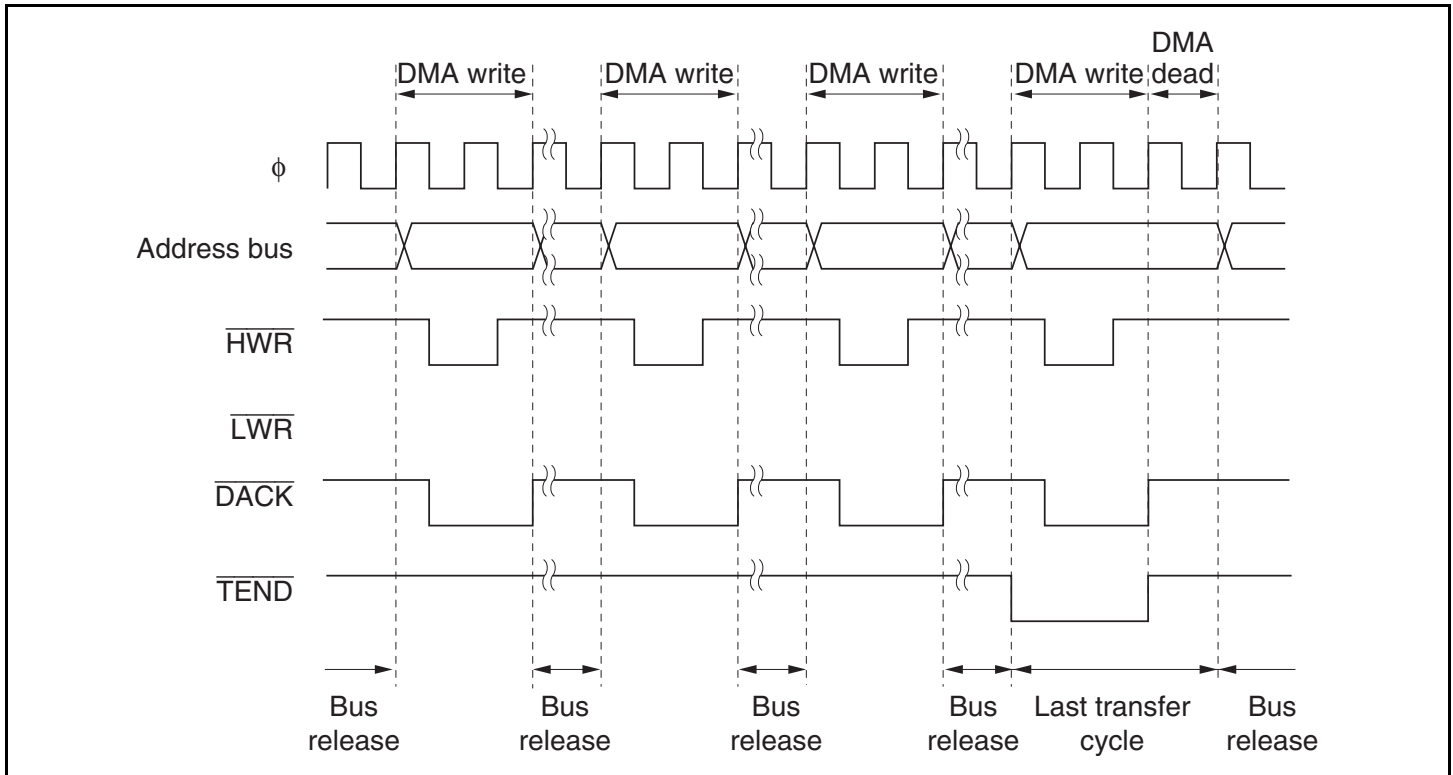 DMA write
DMA write
DMA write
DMA write
DMA
dead
ϕ
Address bus
HWR
LWR
DACK
TEND
Bus
release
Bus
release
Bus
release
Bus
release
Last transfer
cycle
Bus
release